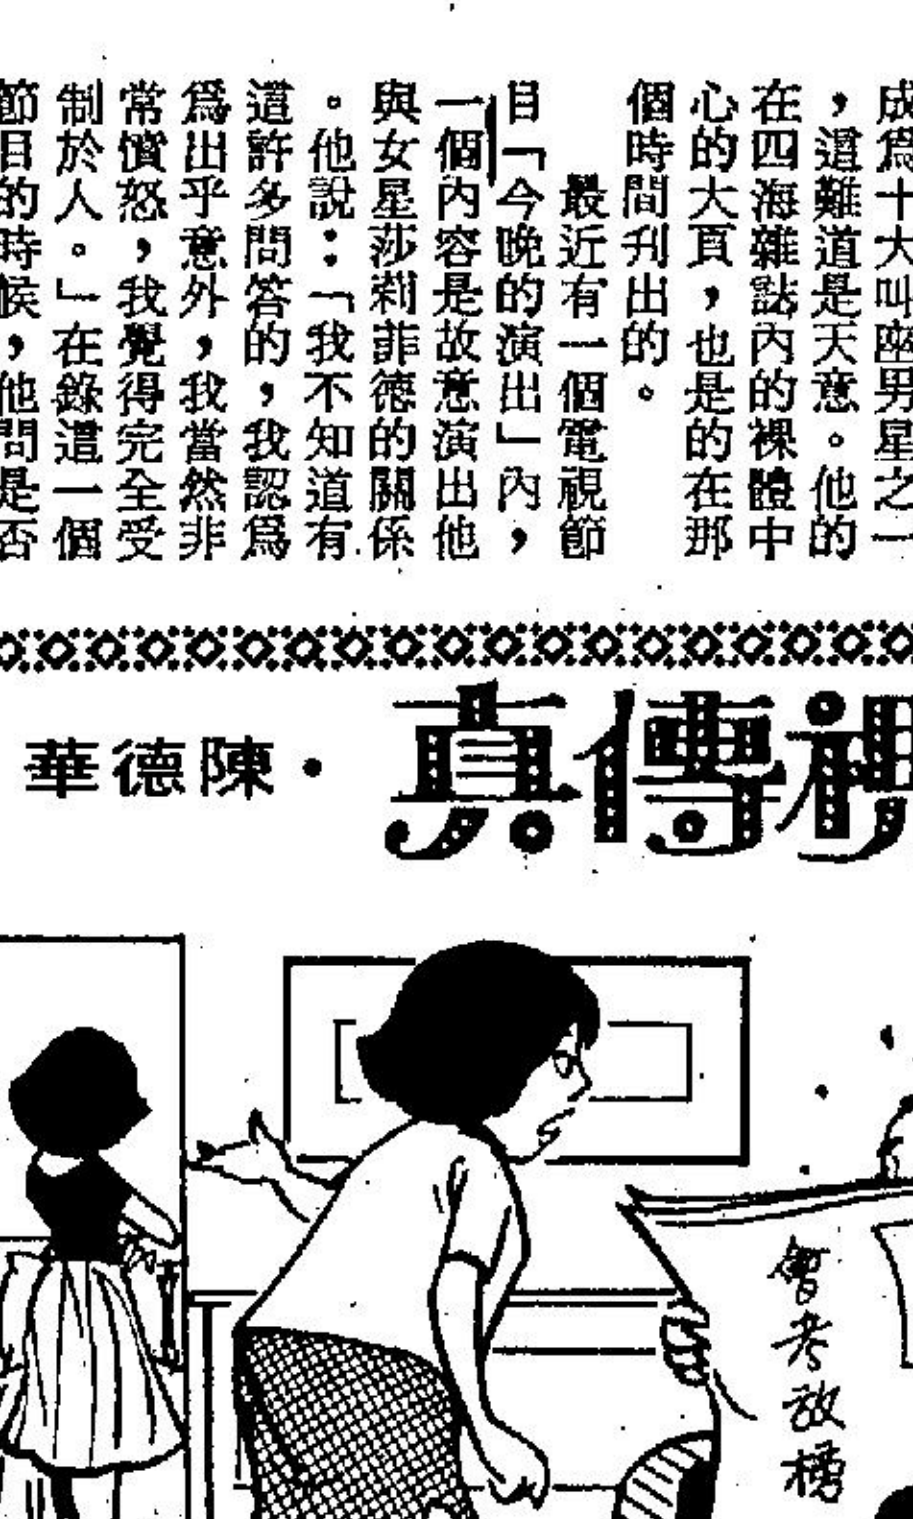 成爲十大叫座男星之一
，這難道是天意。他的
在四海雜誌內的裸體中
心的大頁，也是的在那
個時間刋出的。
最近有一個電視節
目「今晚的演出」內，
一個內容是故意演出他
與女星莎莉菲德的關係
。他說：「我不知道有
這許多問答的，我認爲
爲出乎意外，我當然非
常憤怒，我覺得完全受
制於人。」在錄這一個
節目的時候，他問是否
傳真
陳德華
會考放榜